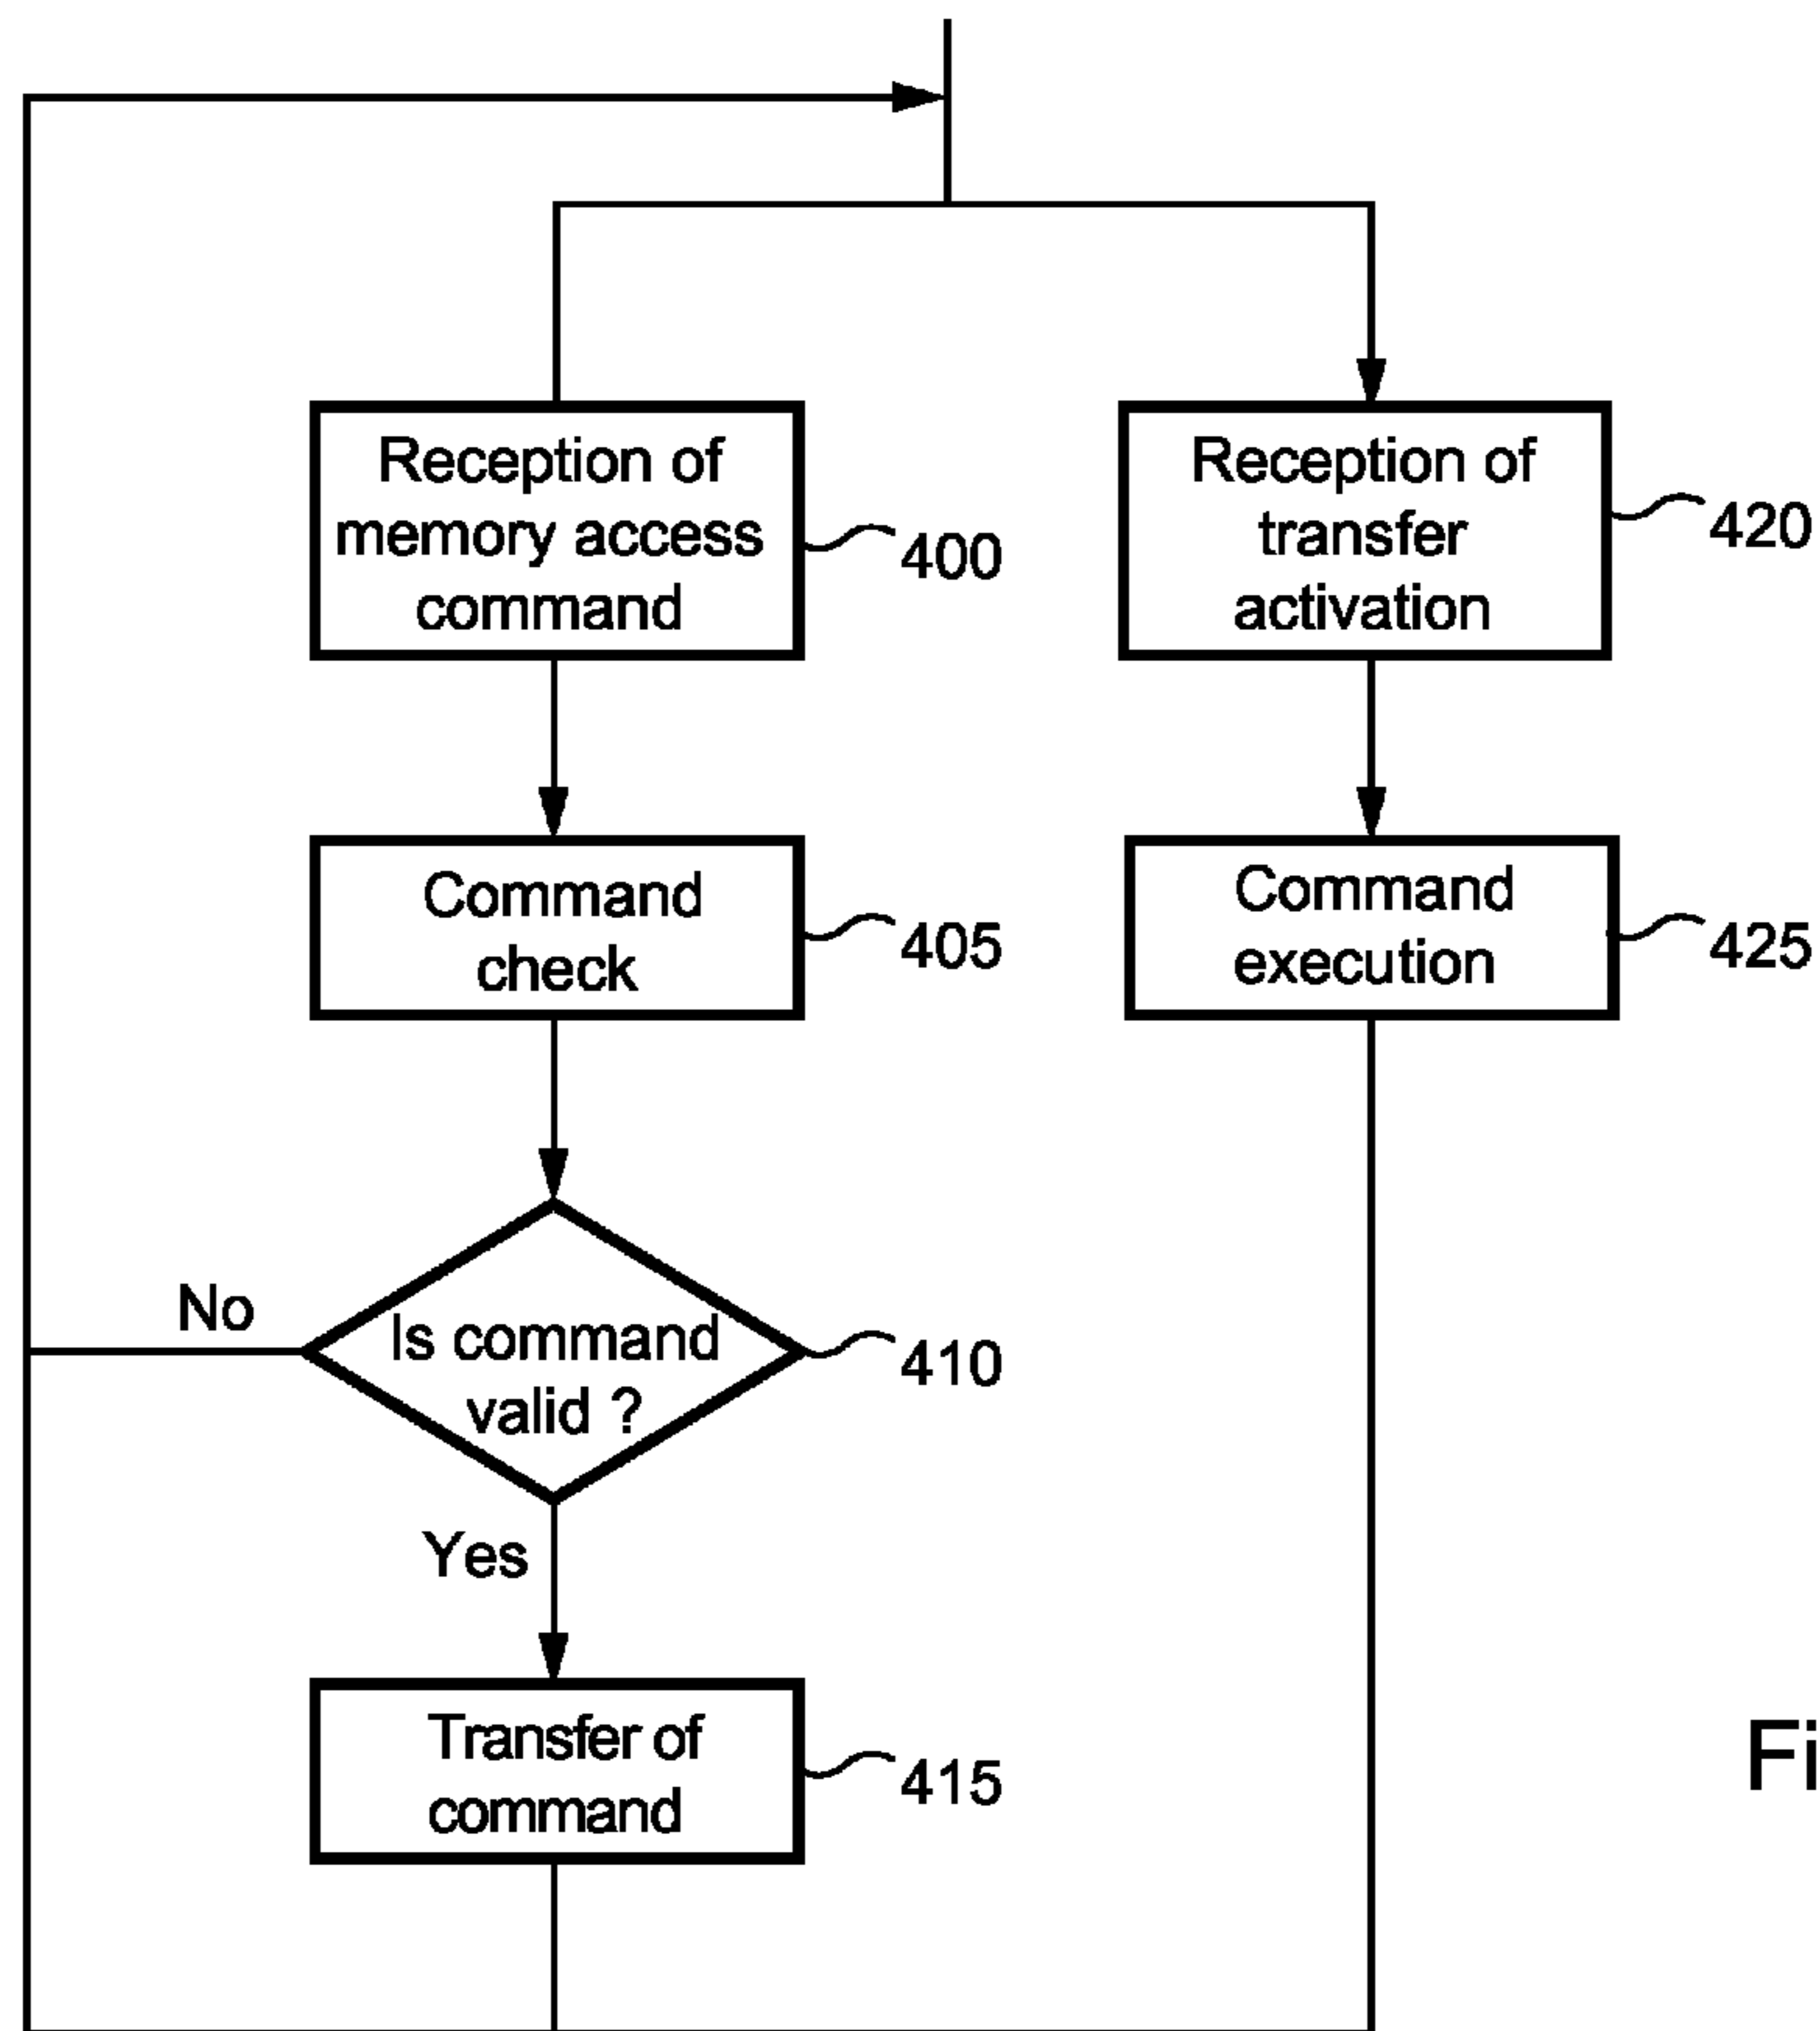 Reception of
memory access
command
400
Reception of
transfer
activation
420
Command
check
405
Command
execution
425
No
Is command
valid ?
410
Yes
Transfer of
command
415
Fi